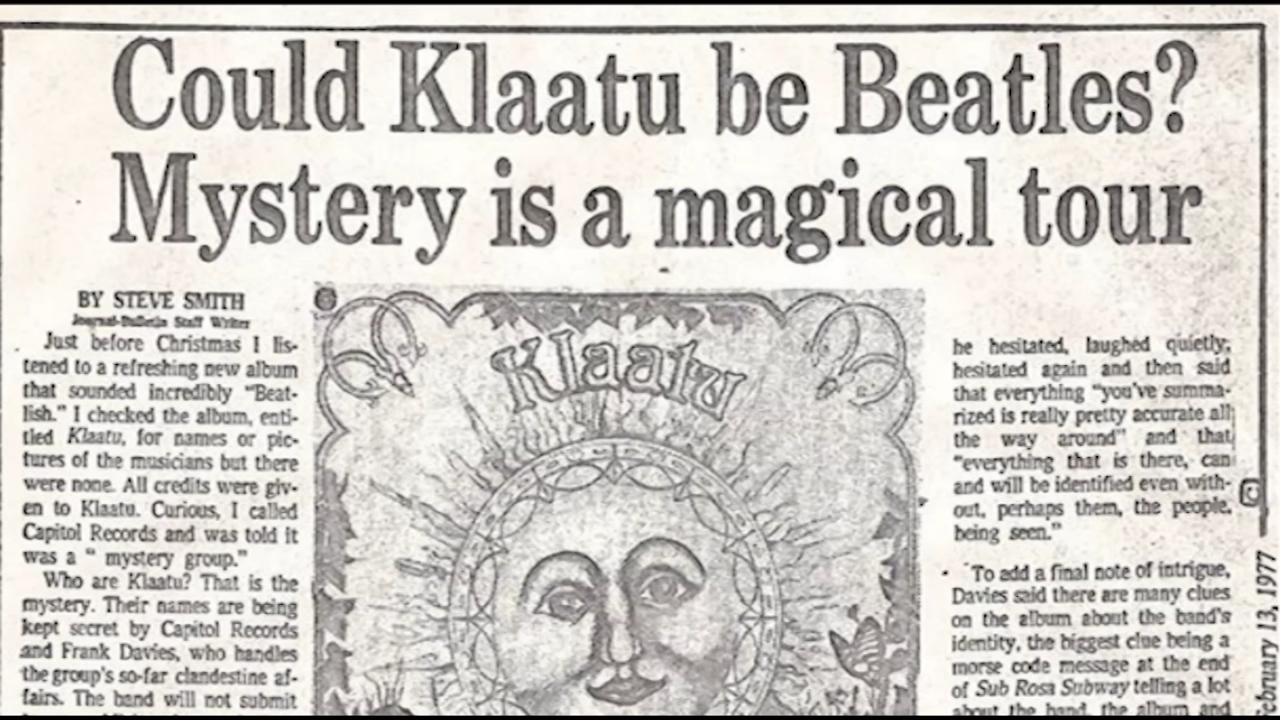 Could Klaatu be Beatles?
Mystery is a magical tour
BY STEVE SMITH
Journal-Bulletin Staff Writer
Just before Christmas I lis-
tened to a refreshing new album
that sounded incredibly "Beat-
lish." I checked the album, enti-
tled Klaatu, for names or pic-
tures of the musicians but there
were none. All credits were giv-
en to Klaatu. Curious, I called
Capitol Records and was told it
was a " mystery group."
Who are Klaatu? That is the
mystery. Their names are being
kept secret by Capitol Records
and Frank Davies, who handles
the group's so-far clandestine af-
fairs. The band will not submit
Klaatu
he hesitated, laughed quietly,
hesitated again and then said
that everything "you've summa-
rized is really pretty accurate all
the way around" and that
"everything that is there, can
and will be identified even with-
out, perhaps them, the people,
being seen."
To add a final note of intrigue,
Davies said there are many clues
on the album about the band's
identity, the biggest clue being a
morse code message at the end
of Sub Rosa Subway telling a lot
about the band, the album and
February 13, 1977